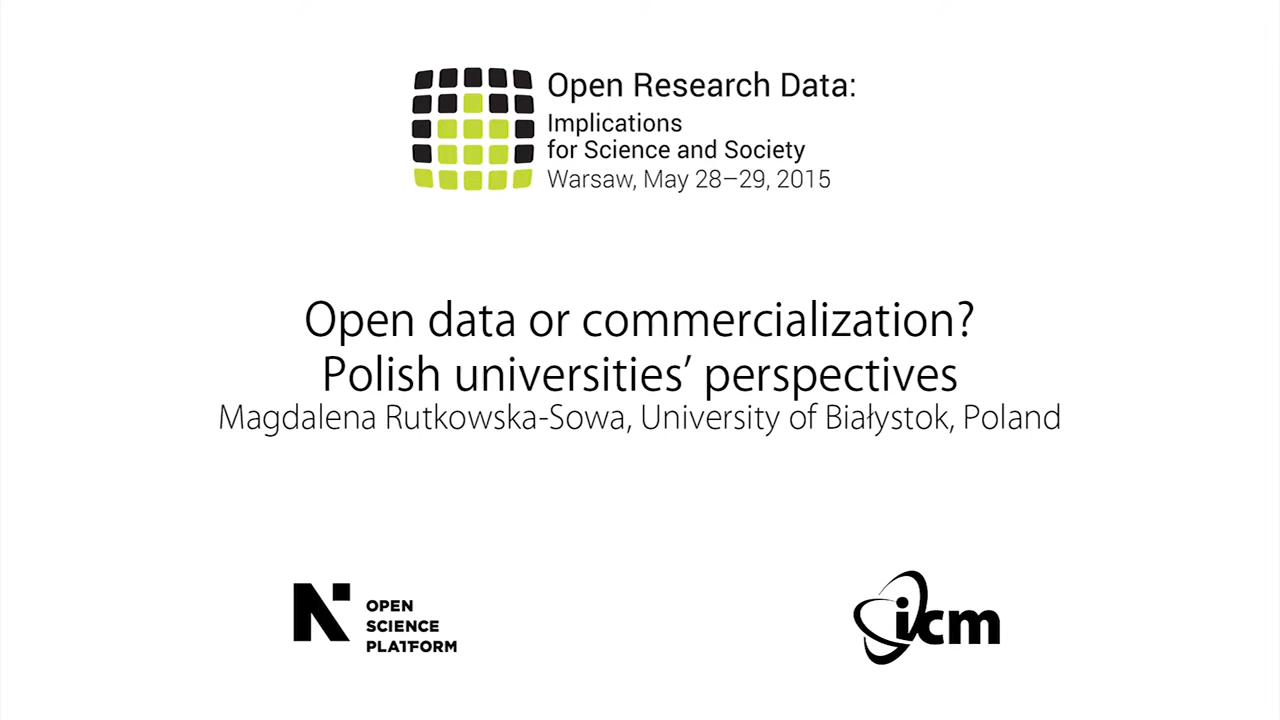 Open Research Data:
Implications
for Science and Society
Warsaw, May 28–29, 2015
Open data or commercialization?
Polish universities’ perspectives
Magdalena Rutkowska-Sowa, University of Białystok, Poland
OPEN
SCIENCE
PLATFORM
icm